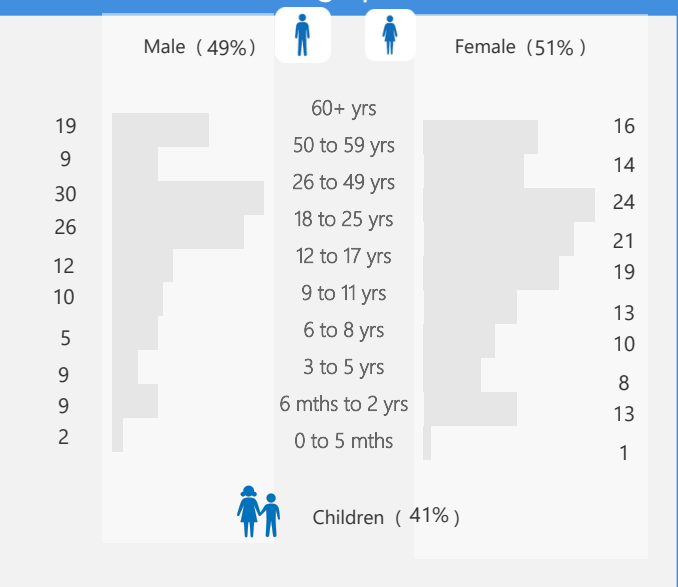 Male ( 49% )
Female ( 51% )
60+ yrs
19
16
50 to 59 yrs
9
14
26 to 49 yrs
30
24
18 to 25 yrs
26
21
12 to 17 yrs
12
19
9 to 11 yrs
10
13
6 to 8 yrs
5
10
3 to 5 yrs
9
8
6 mths to 2 yrs
9
13
0 to 5 mths
2
1
Children ( 41% )